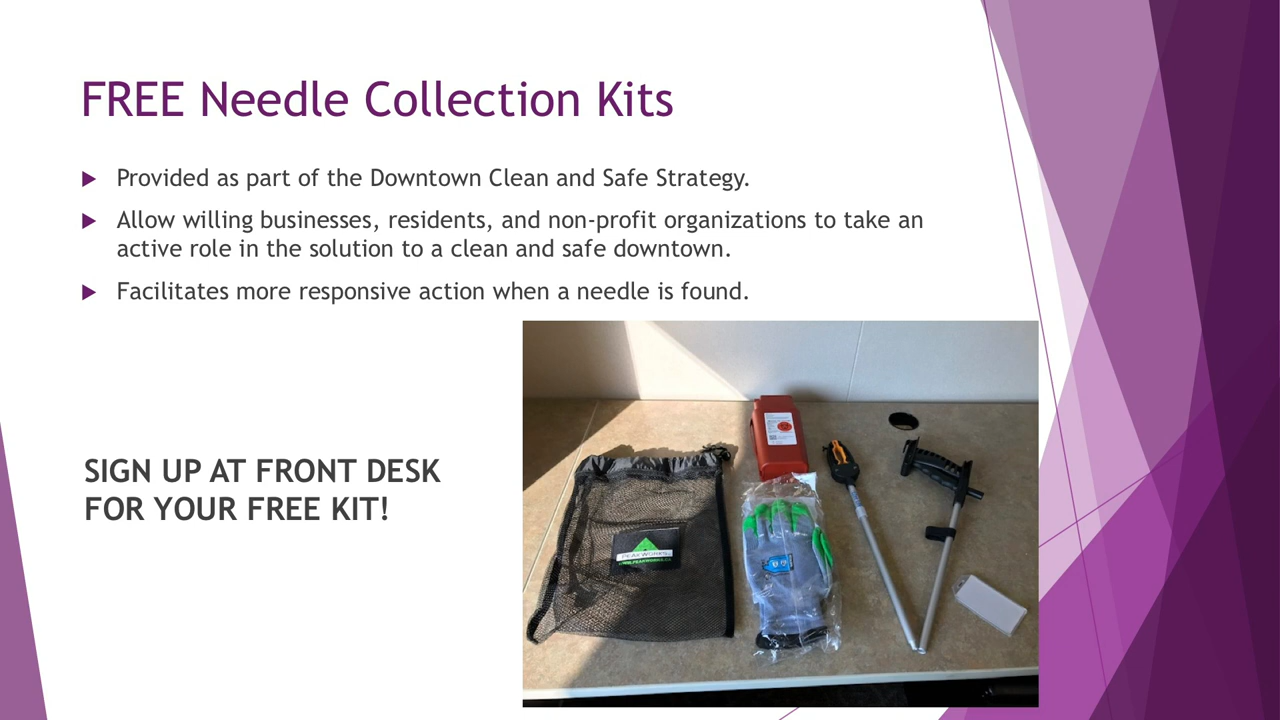 FREE Needle Collection Kits
Provided as part of the Downtown Clean and Safe Strategy.
Allow willing businesses, residents, and non-profit organizations to take an
active role in the solution to a clean and safe downtown.
Facilitates more responsive action when a needle is found.
SIGN UP AT FRONT DESK
FOR YOUR FREE KIT!
PEAKWORKS